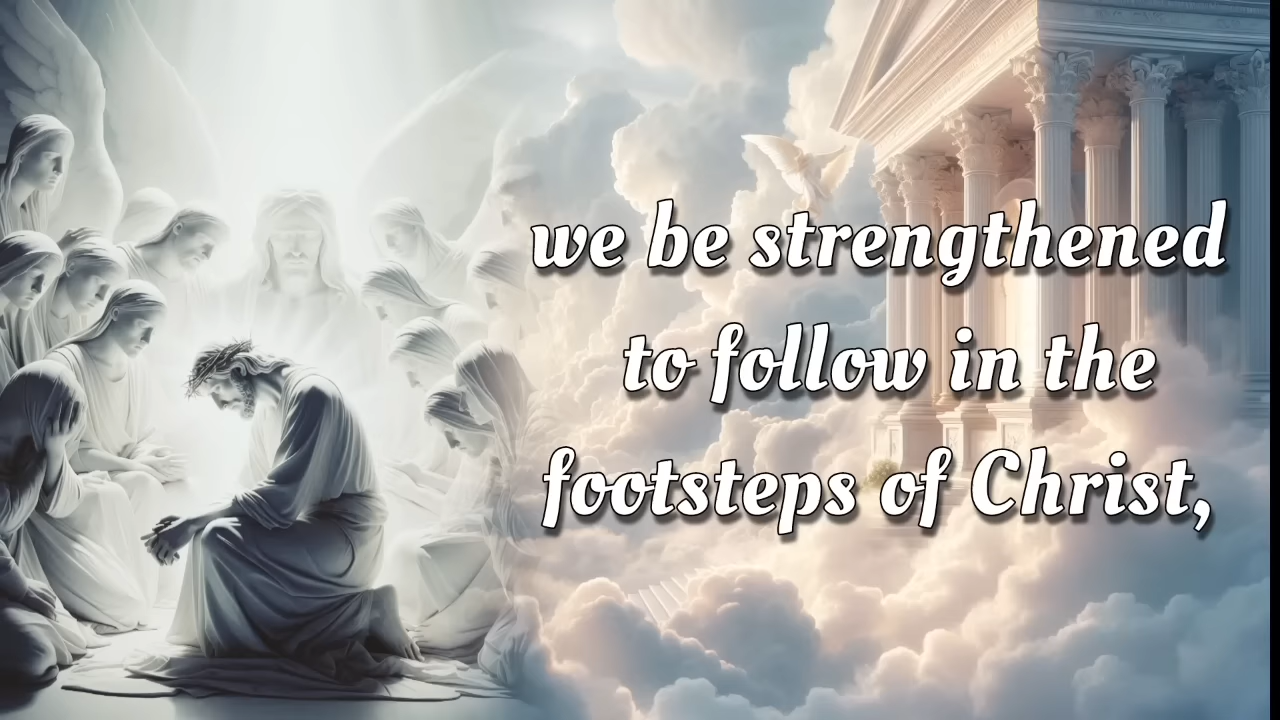 we be strengthened
to follow in the
footsteps of Christ,